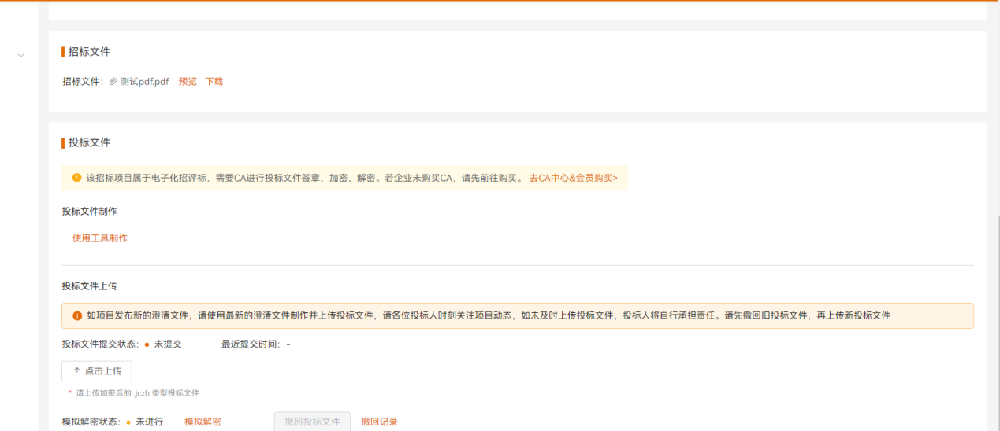 招标文件
招标文件： 测试pdf.pdf 预览 下载
投标文件
该招标项目属于电子化招评标，需要CA进行投标文件签章、加密、解密。若企业未购买CA，请先前往购买。 去CA中心&会员购买>
投标文件制作
使用工具制作
投标文件上传
如项目发布新的澄清文件，请使用最新的澄清文件制作并上传投标文件，请各位投标人时刻关注项目动态，如未及时上传投标文件，投标人将自行承担责任。请先撤回旧投标文件，再上传新投标文件
投标文件提交状态： 未提交 最近提交时间： -
点击上传
* 请上传加密后的 .jczh 类型投标文件
模拟解密状态： 未进行 模拟解密 撤回投标文件 撤回记录